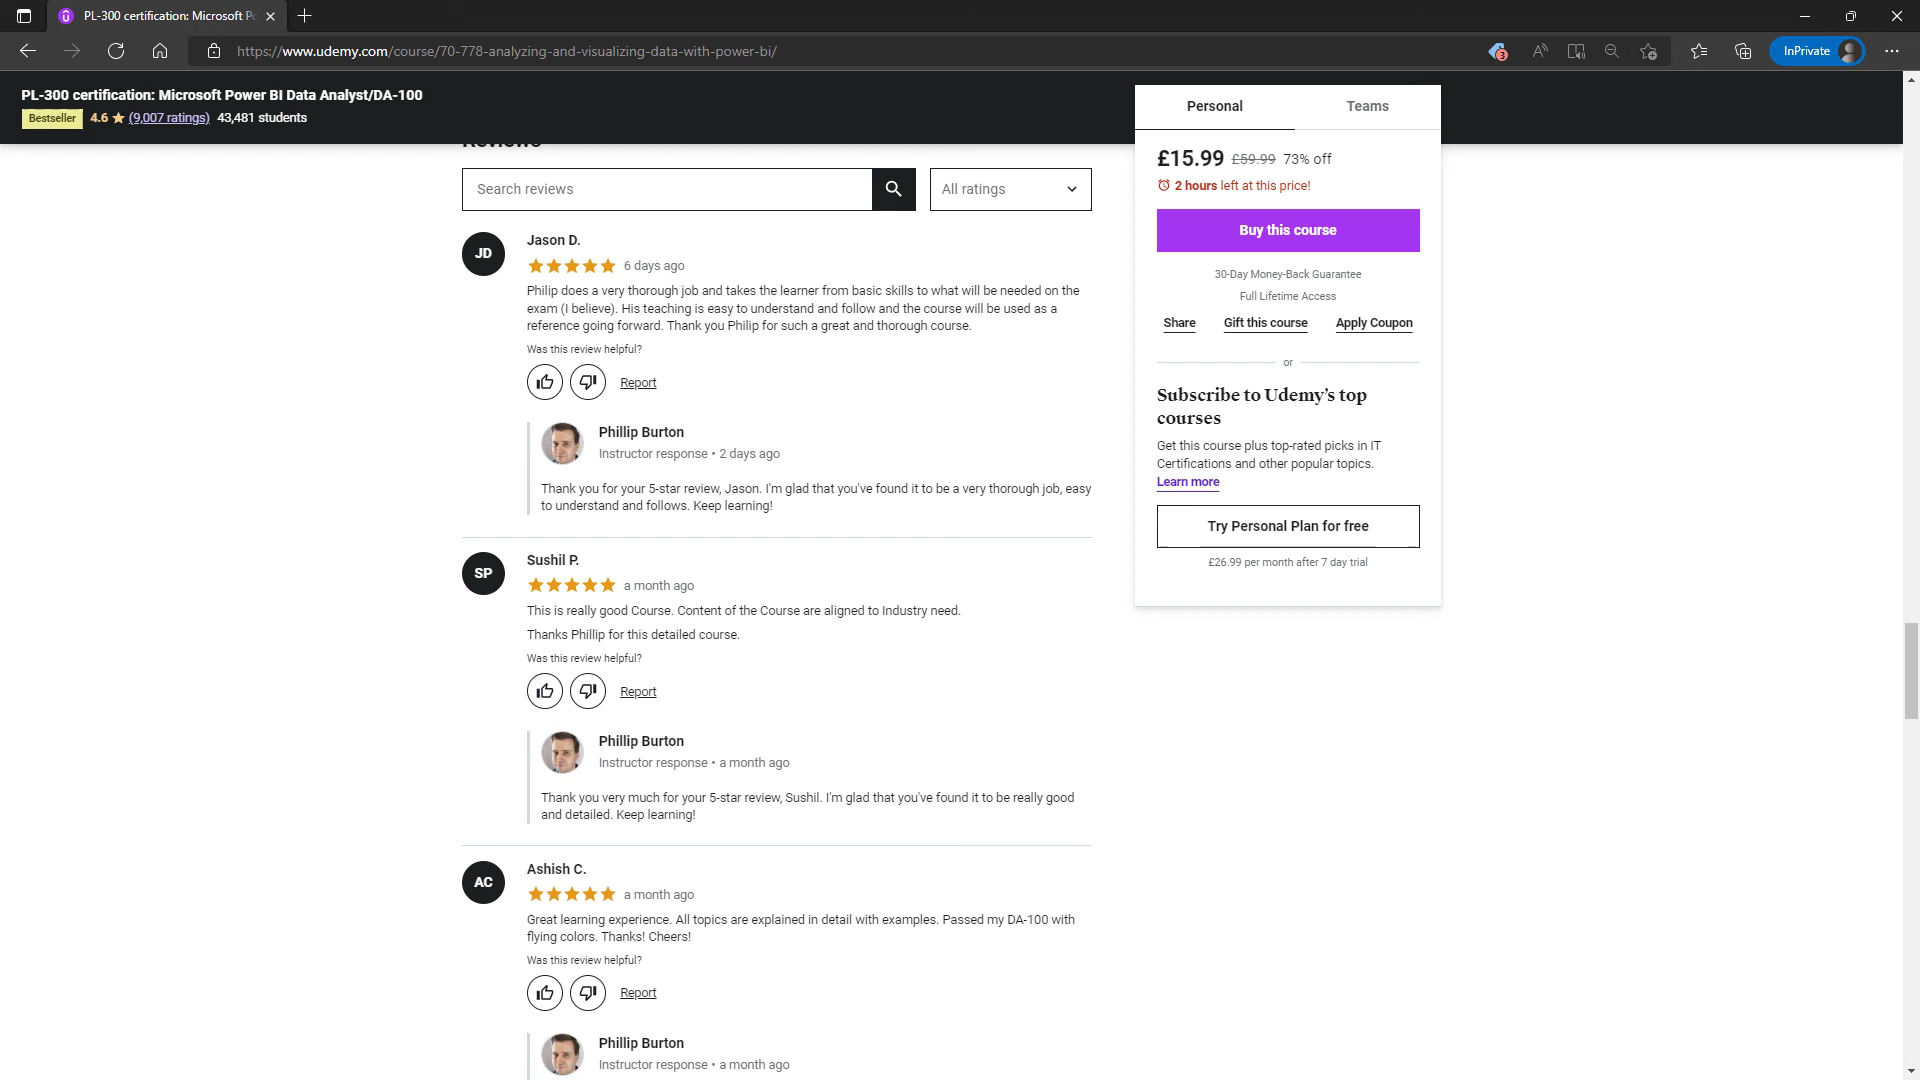 PL-300 certification: Microsoft Po
https://www.udemy.com/course/70-778-analyzing-and-visualizing-data-with-power-bi/
3
InPrivate
PL-300 certification: Microsoft Power BI Data Analyst/DA-100
Bestseller 4.6 (9,007 ratings) 43,481 students
Reviews
Search reviews
All ratings
JD
Jason D.
6 days ago
Philip does a very thorough job and takes the learner from basic skills to what will be needed on the
exam (I believe). His teaching is easy to understand and follow and the course will be used as a
reference going forward. Thank you Philip for such a great and thorough course.
Was this review helpful?
Report
Phillip Burton
Instructor response • 2 days ago
Thank you for your 5-star review, Jason. I'm glad that you've found it to be a very thorough job, easy
to understand and follows. Keep learning!
SP
Sushil P.
a month ago
This is really good Course. Content of the Course are aligned to Industry need.
Thanks Phillip for this detailed course.
Was this review helpful?
Report
Phillip Burton
Instructor response • a month ago
Thank you very much for your 5-star review, Sushil. I'm glad that you've found it to be really good
and detailed. Keep learning!
AC
Ashish C.
a month ago
Great learning experience. All topics are explained in detail with examples. Passed my DA-100 with
flying colors. Thanks! Cheers!
Was this review helpful?
Report
Phillip Burton
Instructor response • a month ago
Personal
Teams
£15.99 £59.99 73% off
2 hours left at this price!
Buy this course
30-Day Money-Back Guarantee
Full Lifetime Access
Share
Gift this course
Apply Coupon
or
Subscribe to Udemy's top
courses
Get this course plus top-rated picks in IT
Certifications and other popular topics.
Learn more
Try Personal Plan for free
£26.99 per month after 7 day trial